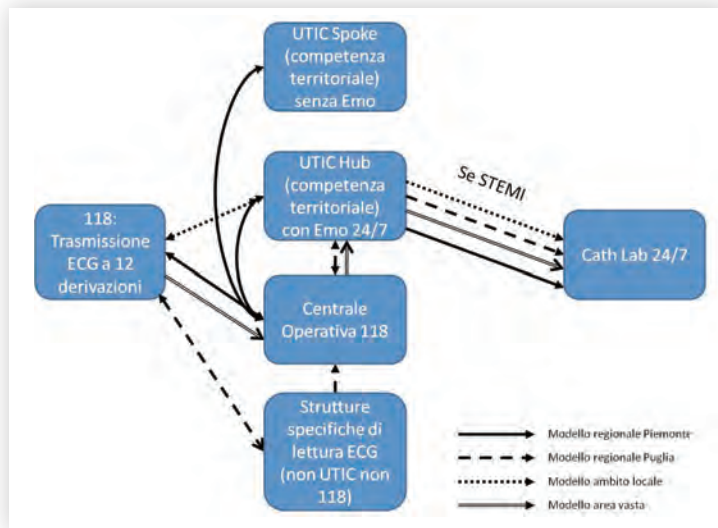 UTIC Spoke
(competenza
territoriale)
senza Emo
UTIC Hub
(competenza
territoriale)
con Emo 24/7
Se STEMI
118:
Trasmissione
ECG a 12
derivazioni
Cath Lab 24/7
Centrale
Operativa 118
Strutture
specifiche di
lettura ECG
(non UTIC non
118)
Modello regionale Piemonte
Modello regionale Puglia
Modello ambito locale
Modello area vasta